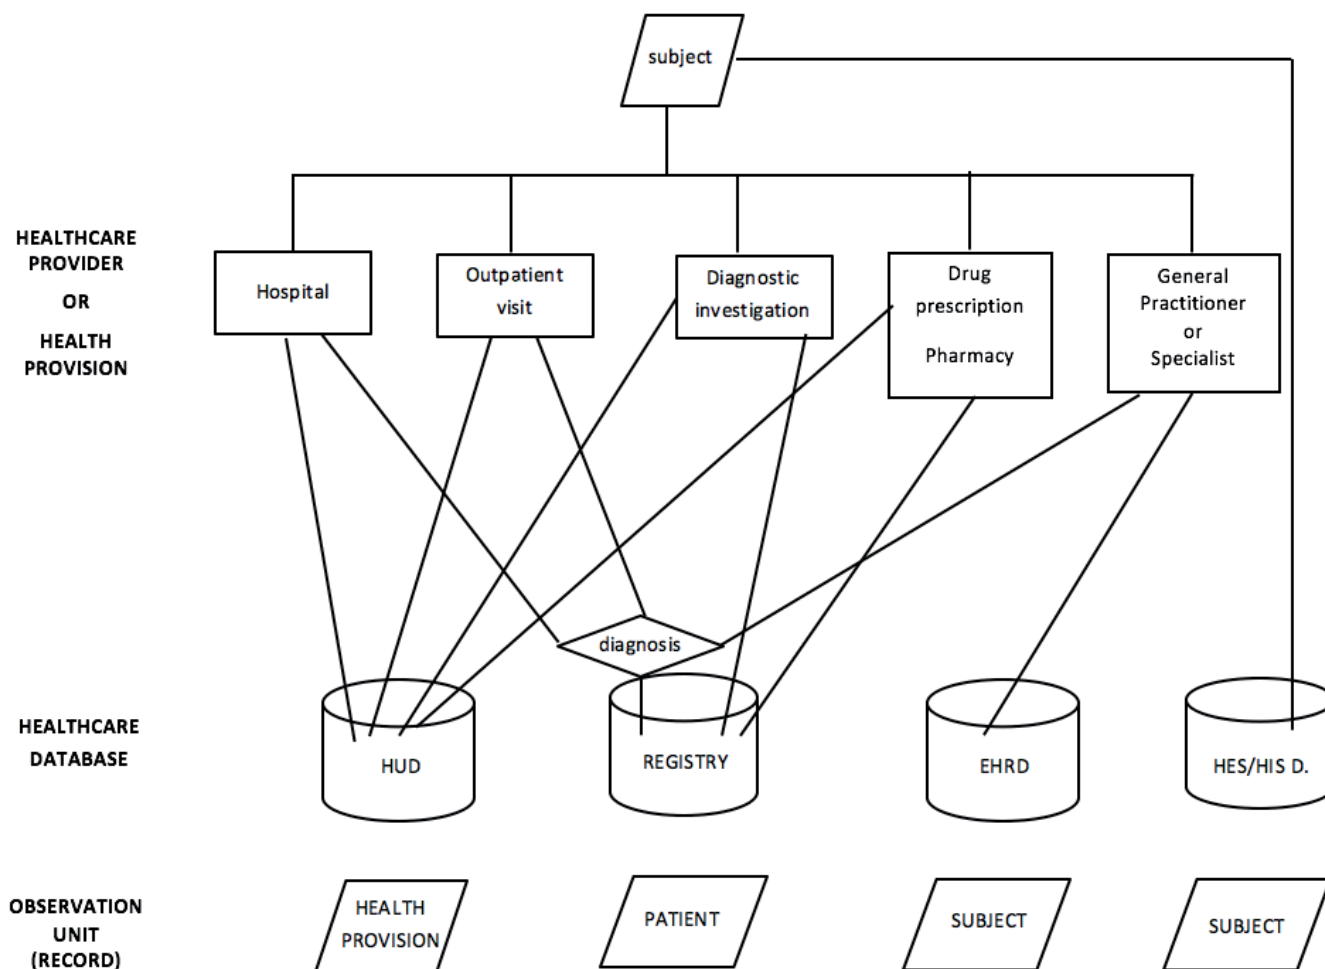 subject
HEALTHCARE
PROVIDER
OR
HEALTH
PROVISION
Hospital
Outpatient
visit
Diagnostic
investigation
Drug
prescription
Pharmacy
General
Practitioner
or
Specialist
diagnosis
HEALTHCARE
DATABASE
HUD
REGISTRY
EHRD
HES/HIS D.
OBSERVATION
UNIT
(RECORD)
HEALTH
PROVISION
PATIENT
SUBJECT
SUBJECT